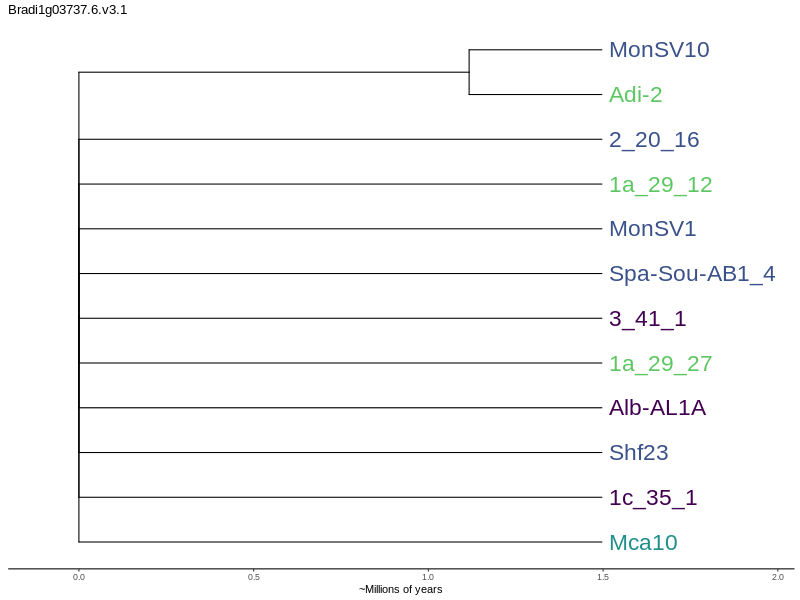 Bradi1g03737.6.v3.1
MonSV10
Adi-2
2_20_16
1a_29_12
MonSV1
Spa-Sou-AB1_4
3_41_1
1a_29_27
Alb-AL1A
Shf23
1c_35_1
Mca10
0.0 0.5 1.0 1.5 2.0
~Millions of years